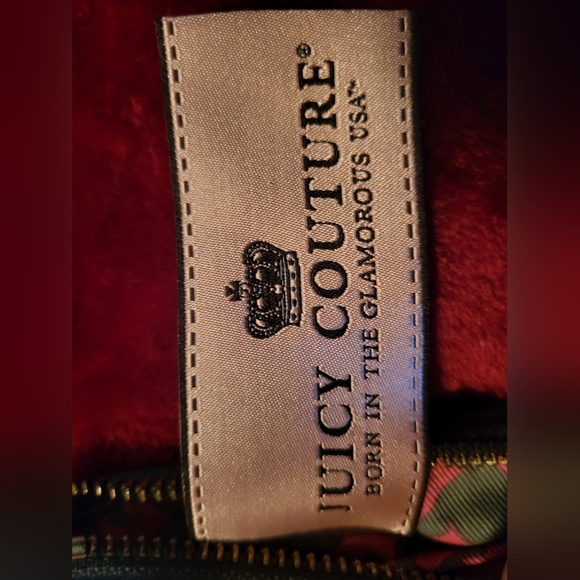 JUICY COUTURE®
BORN IN THE GLAMOROUS USA™